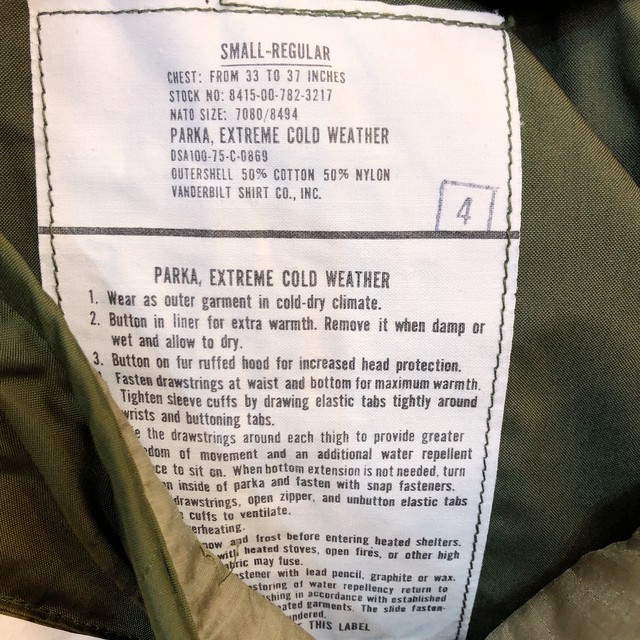 SMALL-REGULAR
CHEST: FROM 33 TO 37 INCHES
STOCK NO: 8415-00-782-3217
NATO SIZE: 7080/8494
PARKA, EXTREME COLD WEATHER
DSA100-75-C-0869
OUTERSHELL 50% COTTON 50% NYLON
VANDERBILT SHIRT CO., INC.
4
PARKA, EXTREME COLD WEATHER
1. Wear as outer garment in cold-dry climate.
2. Button in liner for extra warmth. Remove it when damp or
wet and allow to dry.
3. Button on fur ruffed hood for increased head protection.
Fasten drawstrings at waist and bottom for maximum warmth.
Tighten sleeve cuffs by drawing elastic tabs tightly around
wrists and buttoning tabs.
the drawstrings around each thigh to provide greater
of movement and an additional water repellent
to sit on. When bottom extension is not needed, turn
inside of parka and fasten with snap fasteners.
drawstrings, open zipper, and unbutton elastic tabs
cuffs to ventilate.
and frost before entering heated shelters.
heated stoves, open fires, or other high
may fuse.
with lead pencil, graphite or wax.
of water repellency return to
in accordance with established
garments. The slide fasten-
THIS LABEL